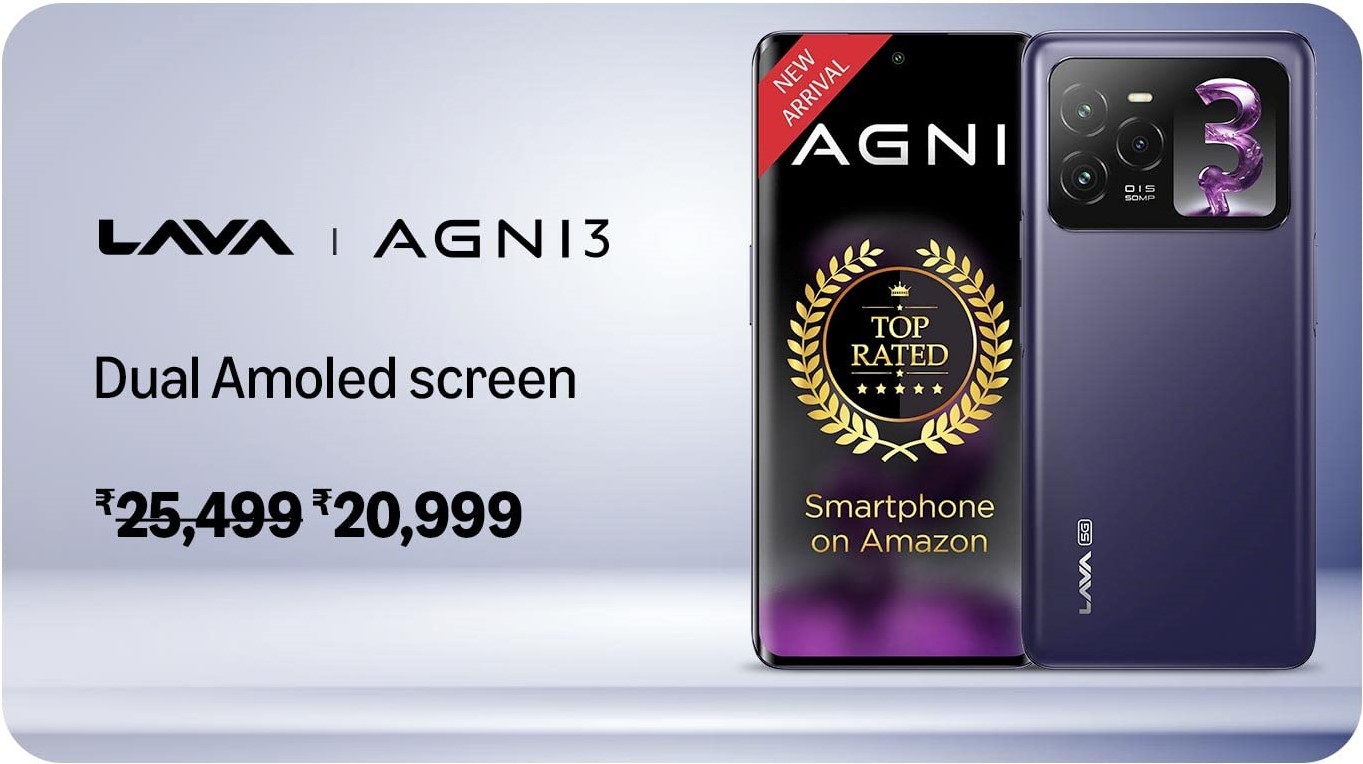 LAVA | AGNI3
Dual Amoled screen
₹25,499 ₹20,999
NEW
ARRIVAL
AGNI
TOP
RATED
Smartphone
on Amazon
OIS
50MP
3
LAVA 5G